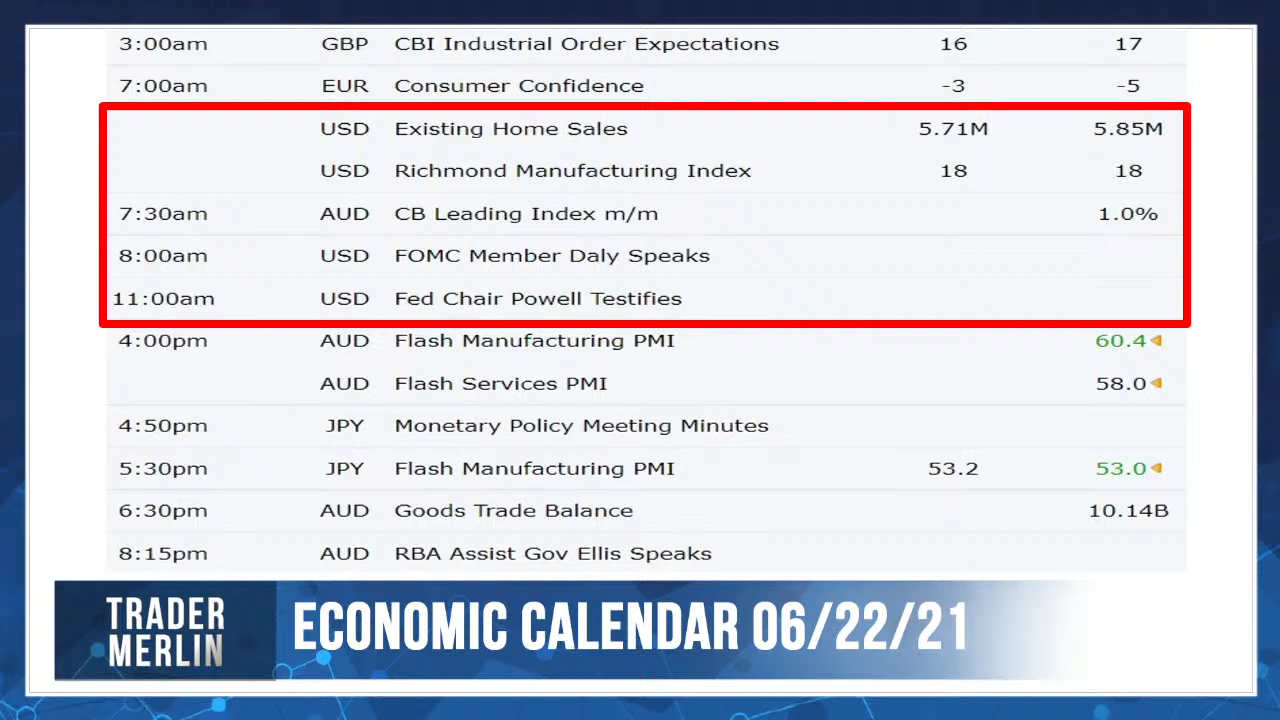 3:00am GBP CBI Industrial Order Expectations 16 17
7:00am EUR Consumer Confidence -3 -5
USD Existing Home Sales 5.71M 5.85M
USD Richmond Manufacturing Index 18 18
7:30am AUD CB Leading Index m/m 1.0%
8:00am USD FOMC Member Daly Speaks
11:00am USD Fed Chair Powell Testifies
4:00pm AUD Flash Manufacturing PMI 60.4
AUD Flash Services PMI 58.0
4:50pm JPY Monetary Policy Meeting Minutes
5:30pm JPY Flash Manufacturing PMI 53.2 53.0
6:30pm AUD Goods Trade Balance 10.14B
8:15pm AUD RBA Assist Gov Ellis Speaks
TRADER
MERLIN
ECONOMIC CALENDAR 06/22/21